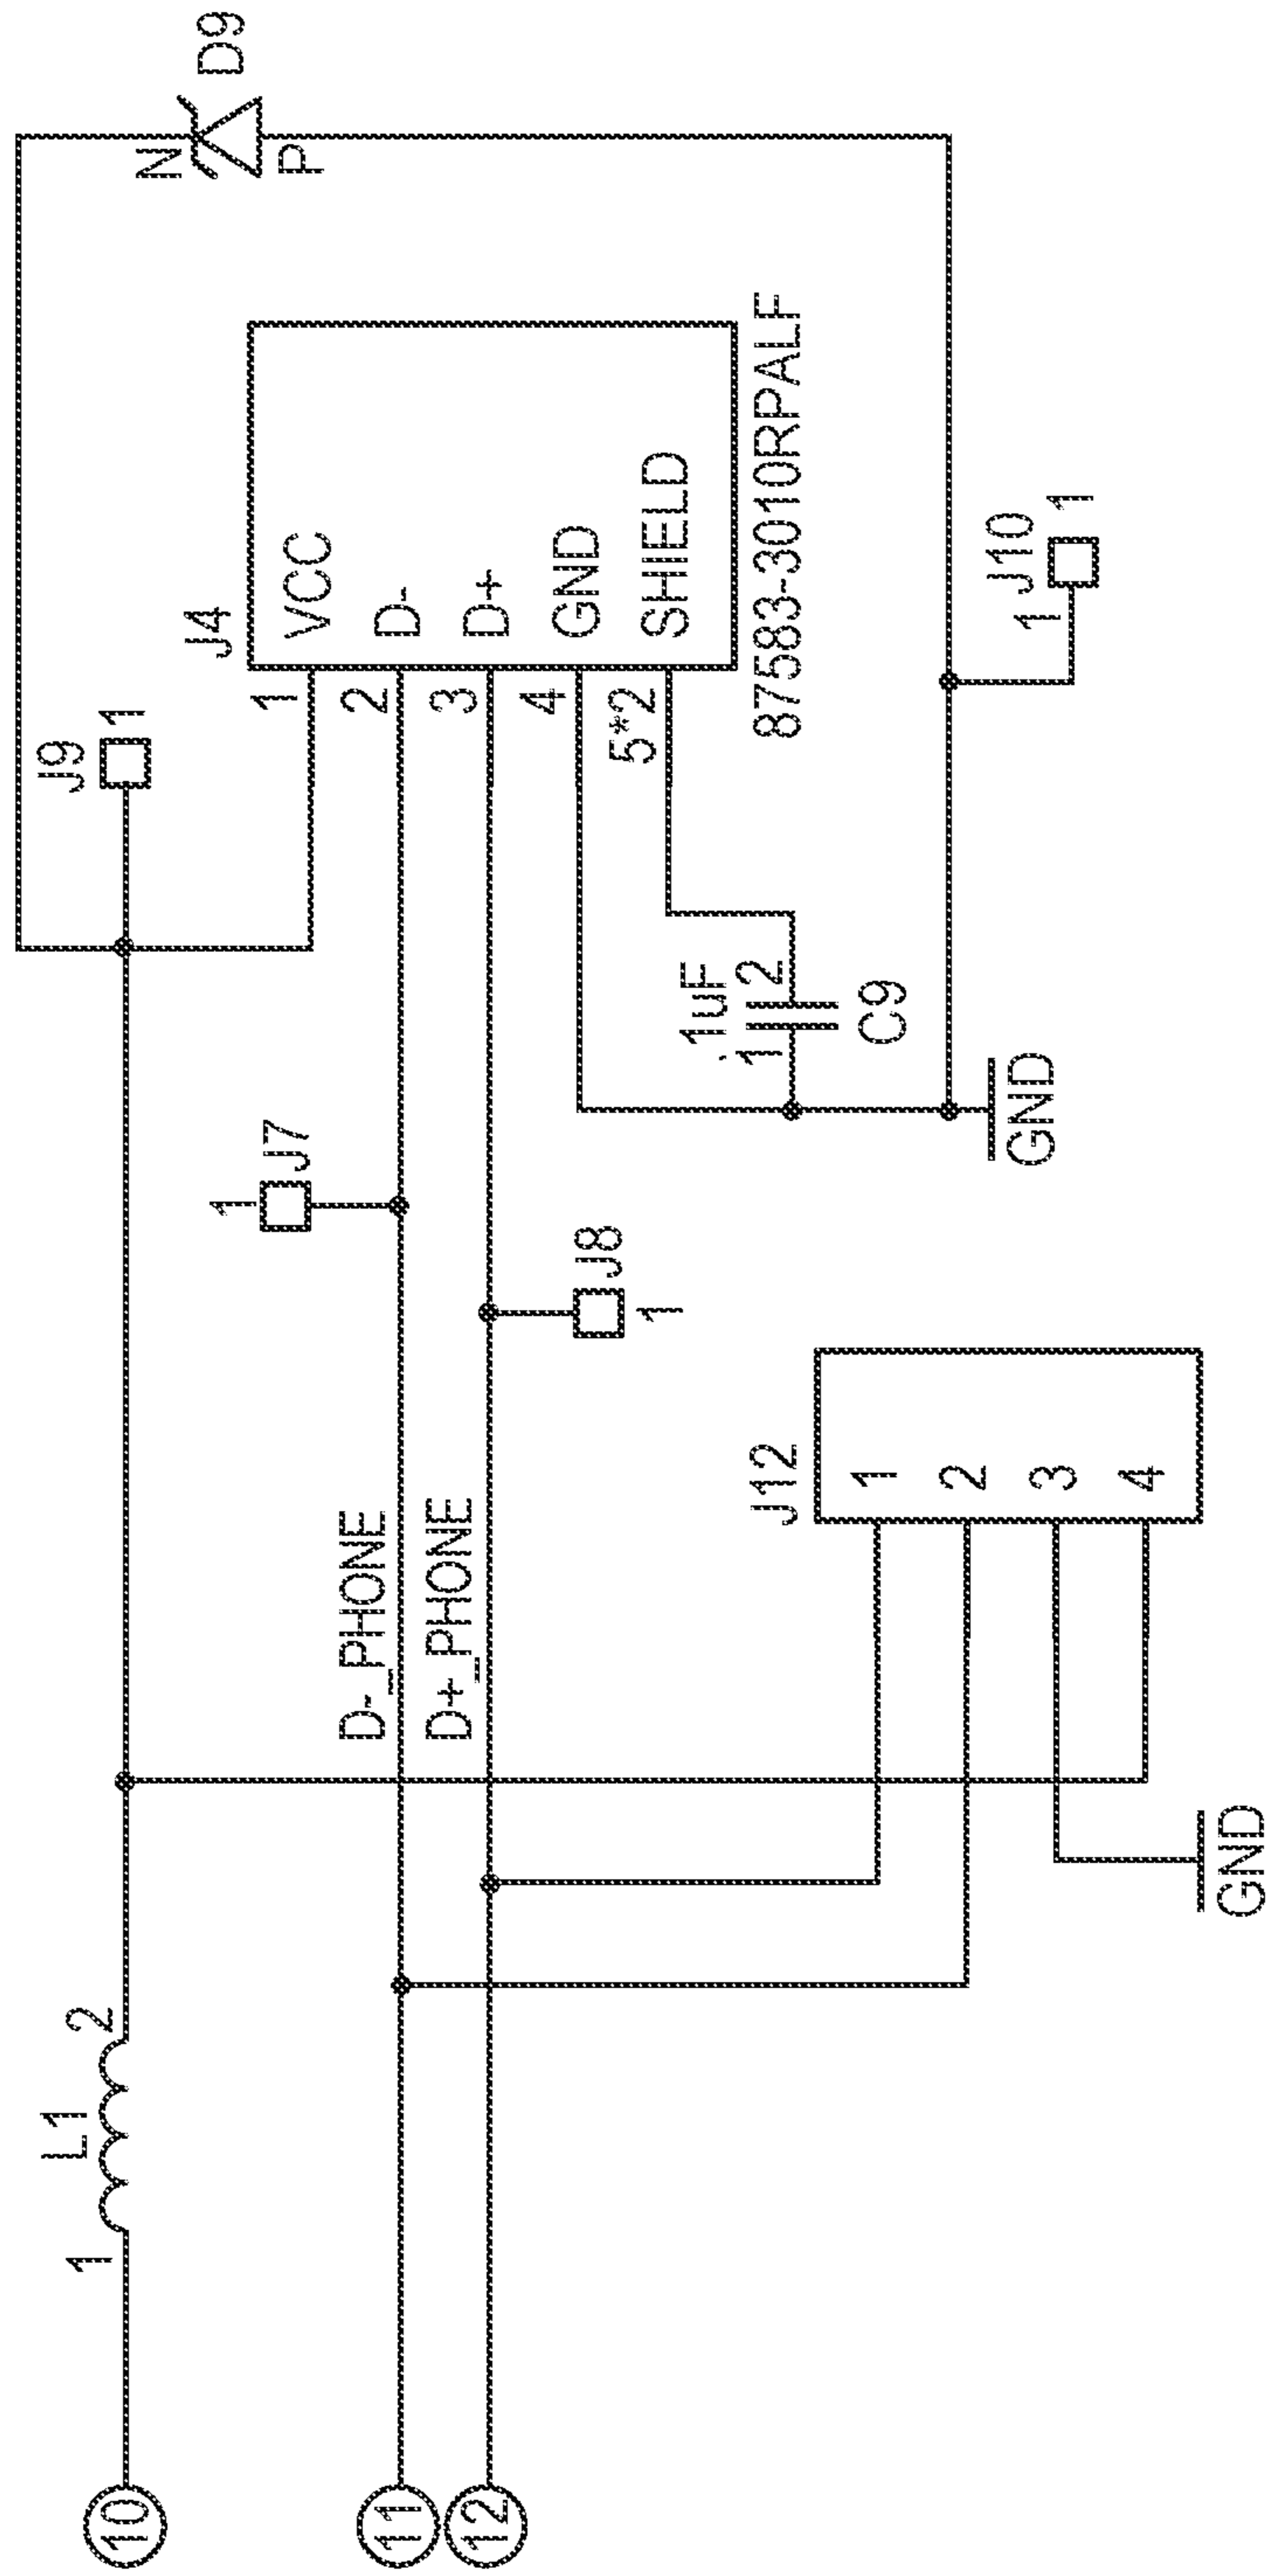 10
1
L1
2
11
12
D-_PHONE
D+_PHONE
J12
1
2
3
4
GND
1
J7
J8
1
J9
1
J4
1
VCC
2
D-
3
D+
4
GND
5*2
SHIELD
87583-3010RPALF
.1uF
1
2
C9
GND
J10
1
1
N
D9
P